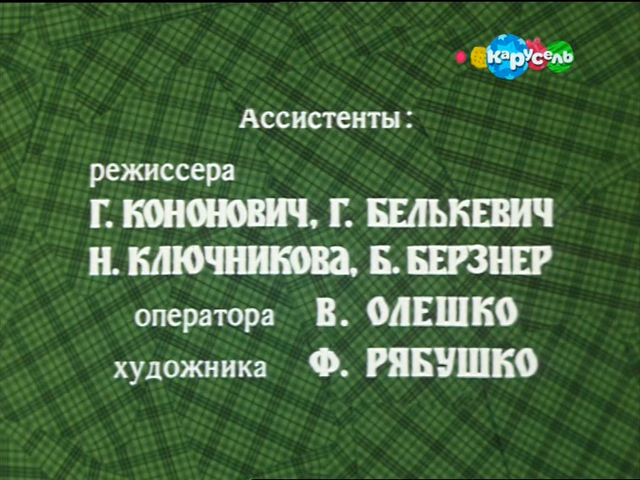 Карусель
Ассистенты:
режиссера
Г. КОНОНОВИЧ, Г. БЕЛЬКЕВИЧ
Н. КЛЮЧНИКОВА, Б. БЕРЗНЕР
оператора В. ОЛЕШКО
художника Ф. РЯБУШКО